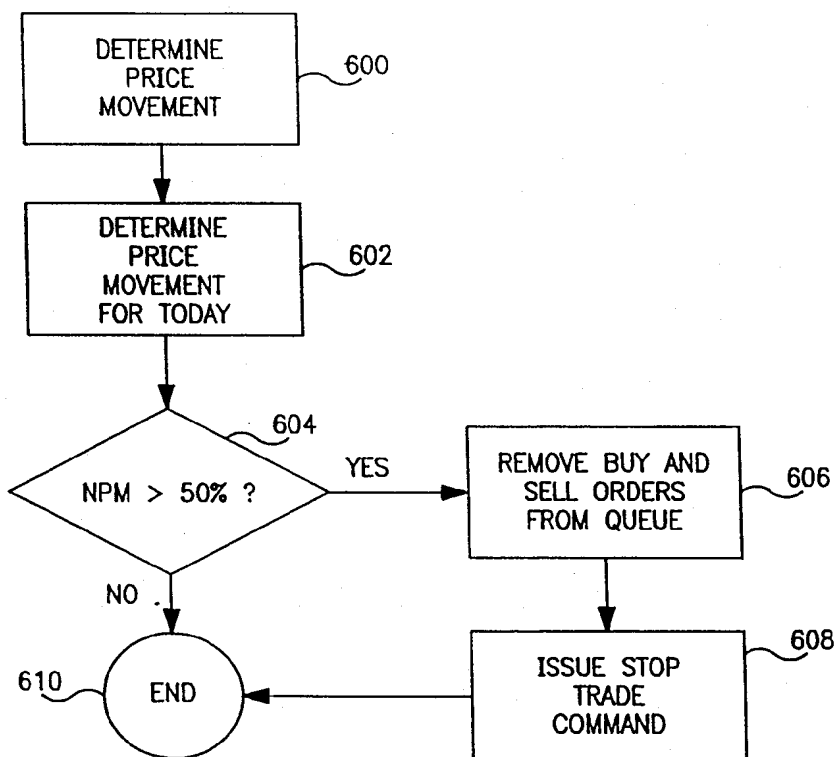 DETERMINE
PRICE
MOVEMENT
600
DETERMINE
PRICE
MOVEMENT
FOR TODAY
602
604
NPM > 50% ?
YES
REMOVE BUY AND
SELL ORDERS
FROM QUEUE
606
NO
610
END
ISSUE STOP
TRADE
COMMAND
608